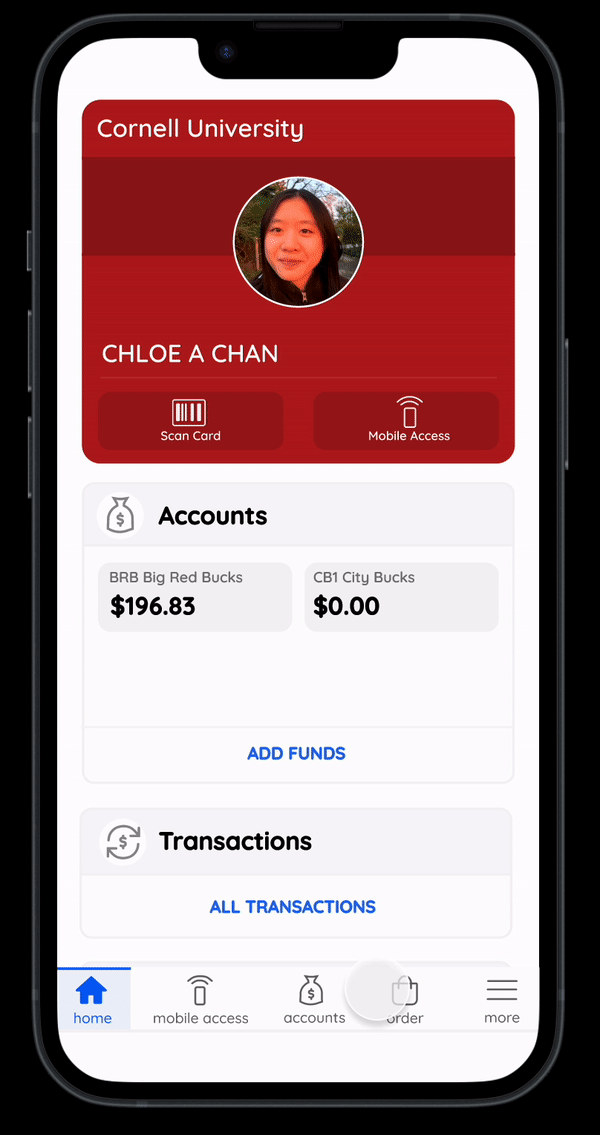 Cornell University
CHLOE A CHAN
Scan Card
Mobile Access
$
Accounts
BRB Big Red Bucks
CB1 City Bucks
$196.83
$0.00
ADD FUNDS
$
Transactions
ALL TRANSACTIONS
$
home
mobile access
accounts
order
more